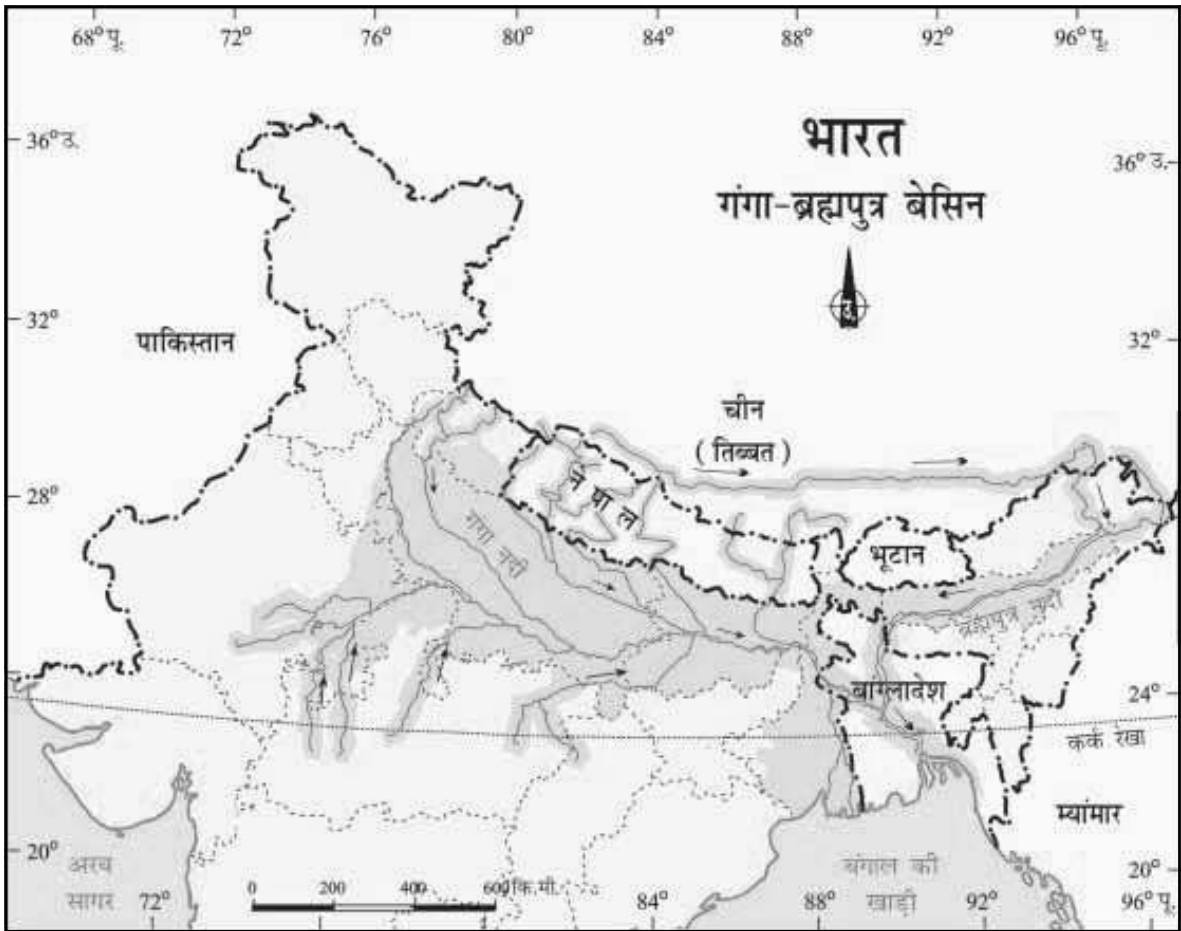 68° पू. 72° 76° 80° 84° 88° 92° 96° पू.
36° उ.
36° उ.
भारत
गंगा-ब्रह्मपुत्र बेसिन
उ.
32°
32°
पाकिस्तान
चीन
(तिब्बत)
28°
28°
नेपाल
गंगा नदी
भूटान
ब्रह्मपुत्र नदी
बांग्लादेश
24°
24°
कर्क रेखा
म्यांमार
20°
20°
अरब
सागर
बंगाल की
खाड़ी
0 200 400 600 कि.मी.
72° 84° 88° 92° 96° पू.